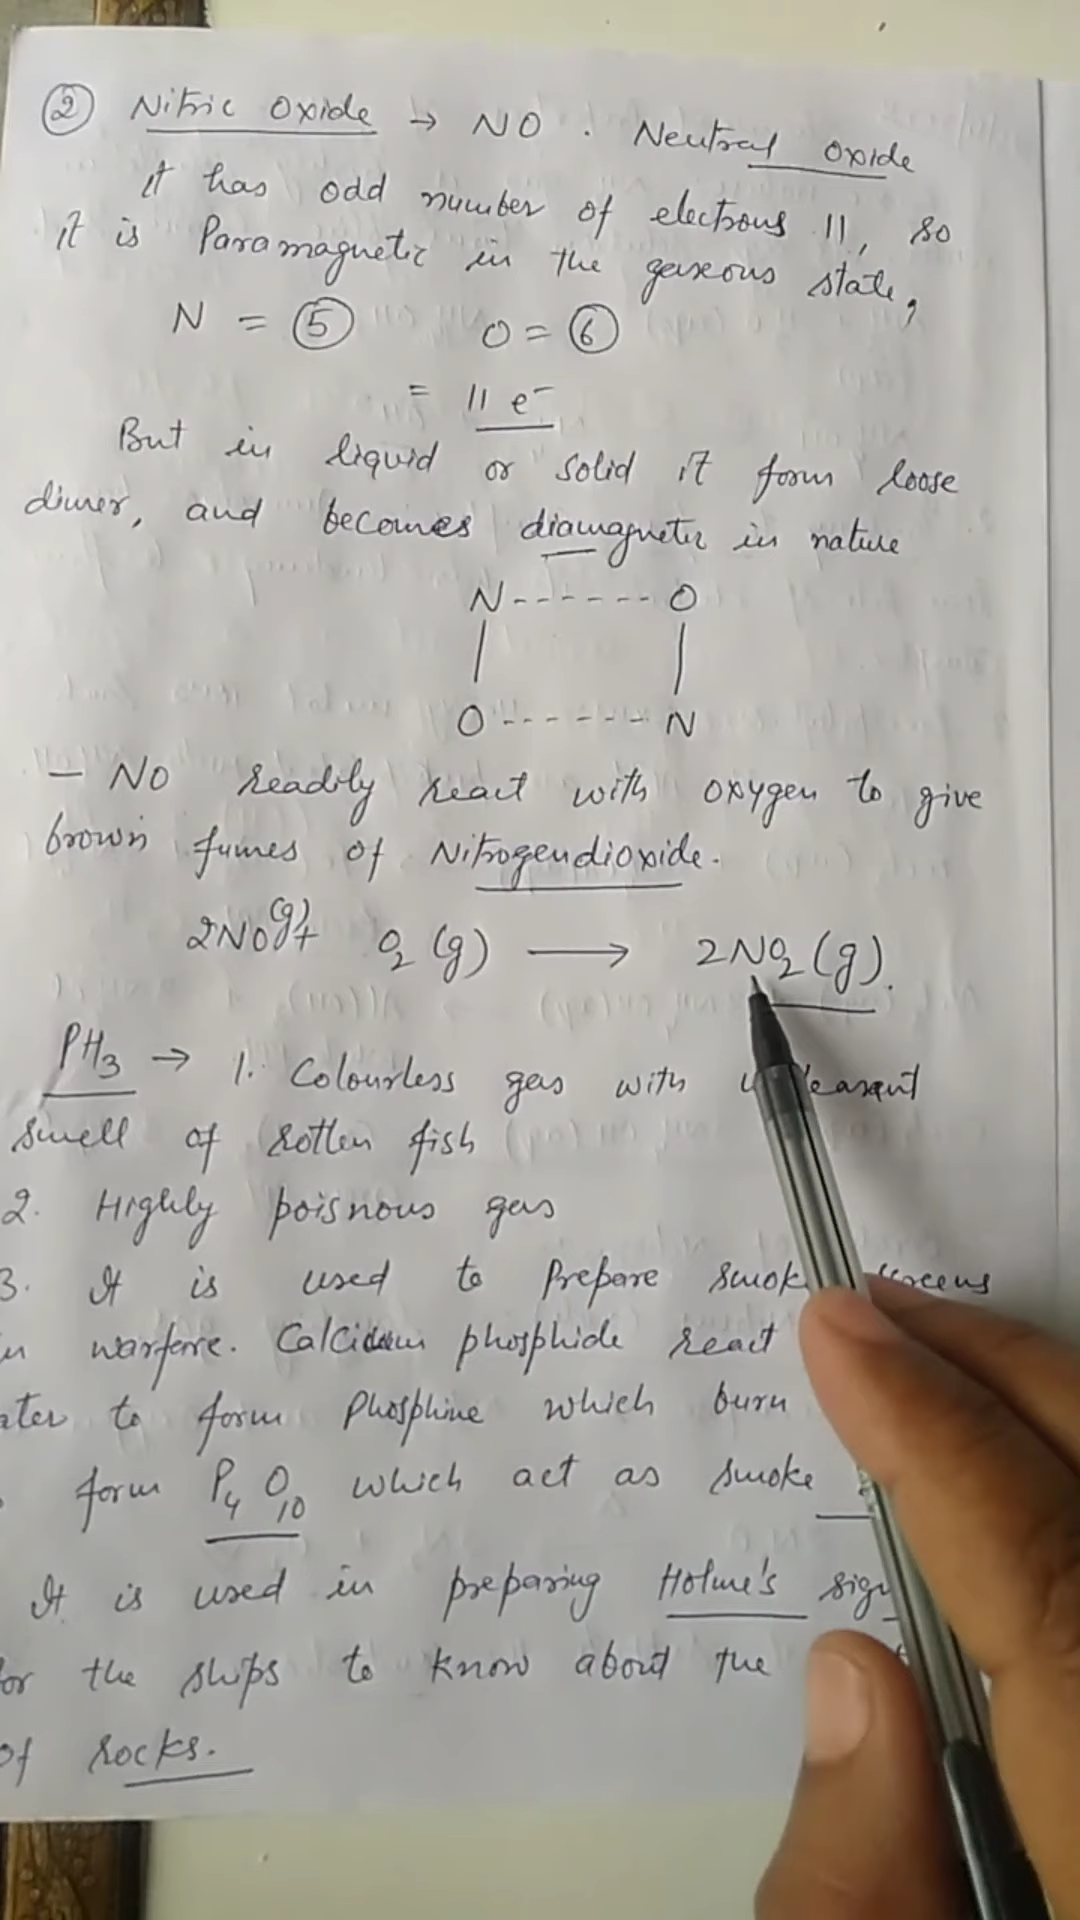 ② Nitric Oxide → NO . Neutral oxide
it has odd number of electrons 11, so
it is Paramagnetic in the gaseous state,
N = ⑤ O = ⑥
= 11 e⁻
But in liquid or solid it form loose
dimer, and becomes diamagnetic in nature
N------O
| |
O------N
— NO readily react with oxygen to give
brown fumes of Nitrogendioxide.
2NO(g)+ O₂ (g) ⟶ 2NO₂ (g).
PH₃ → 1. Colourless gas with
smell of rotten fish
2. Highly poisnous gas
3. It is used to Prepare smoke
warfare. Calcium phosphide react
to form Phosphine which burn
form P₄O₁₀ which act as smoke
It is used in preparing Holme's
the ships to know about the
of rocks.